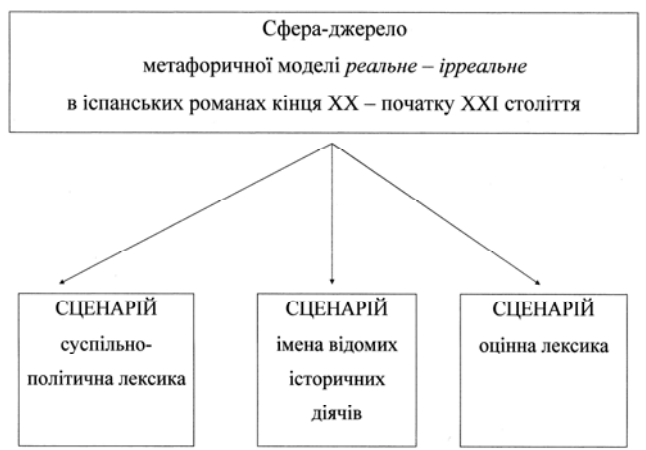 Сфера-джерело
метафоричної моделі реальне – ірреальне
в іспанських романах кінця XX – початку XXI століття
СЦЕНАРІЙ
суспільно-
політична лексика
СЦЕНАРІЙ
імена відомих
історичних
діячів
СЦЕНАРІЙ
оцінна лексика